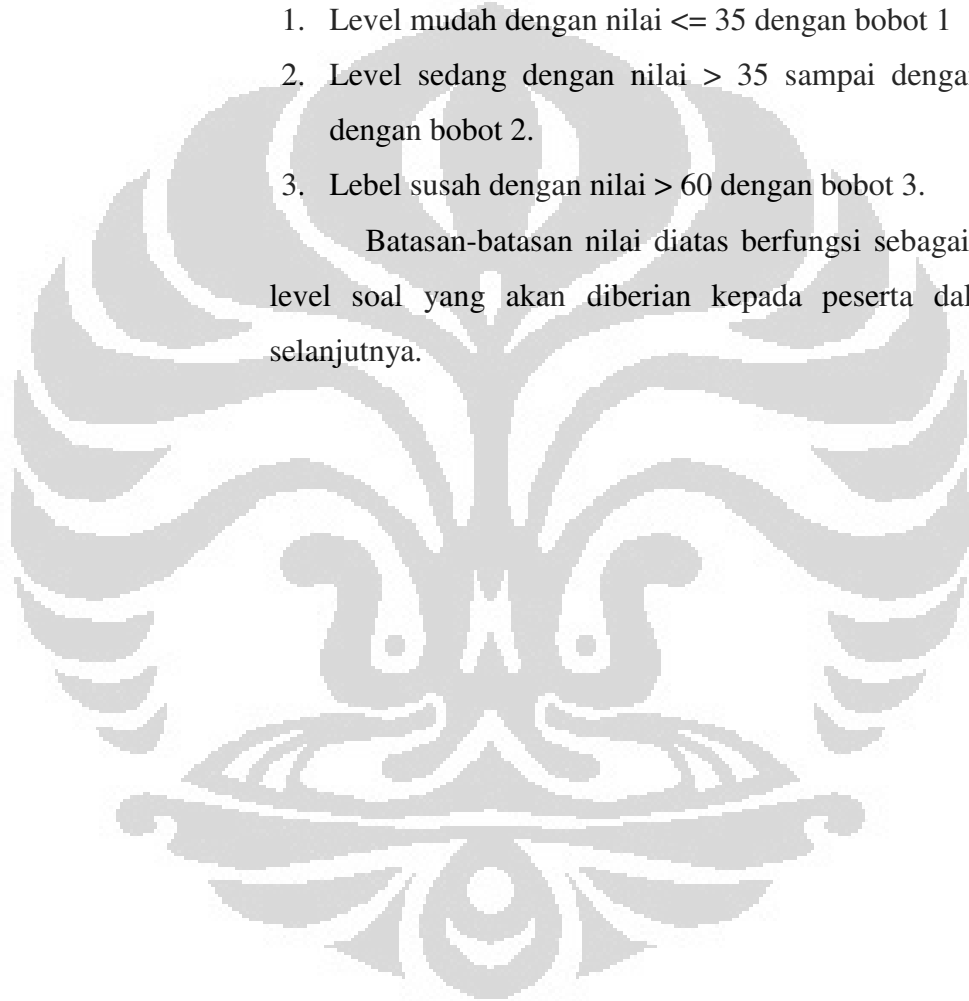 1. Level mudah dengan nilai <= 35 dengan bobot 1
2. Level sedang dengan nilai > 35 sampai
dengan bobot 2.
3. Lebel susah dengan nilai > 60 dengan bobot 3.
Batasan-batasan nilai diatas berfungsi sebagai
level soal yang akan diberian kepada peserta
selanjutnya.